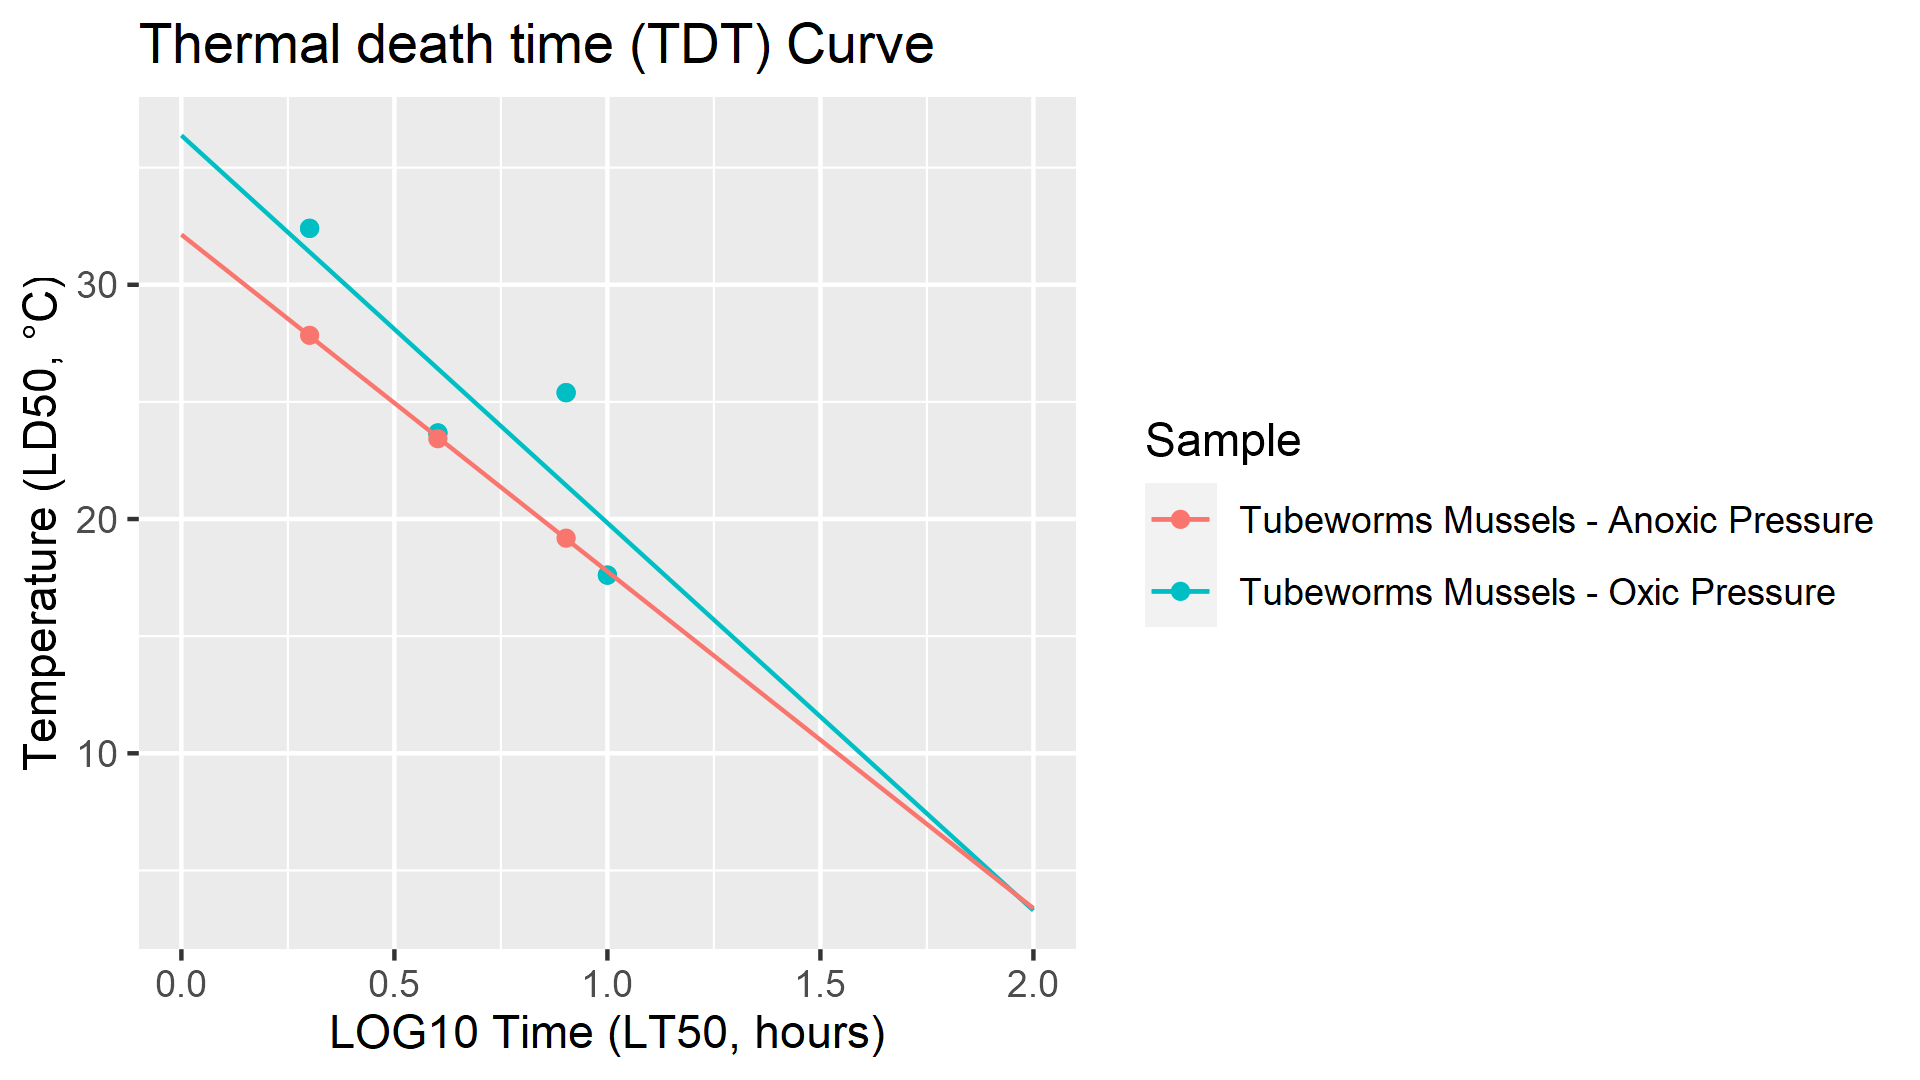 Thermal death time (TDT) Curve
Temperature (LD50, °C)
30
20
10
0.0 0.5 1.0 1.5 2.0
LOG10 Time (LT50, hours)
Sample
Tubeworms Mussels - Anoxic Pressure
Tubeworms Mussels - Oxic Pressure